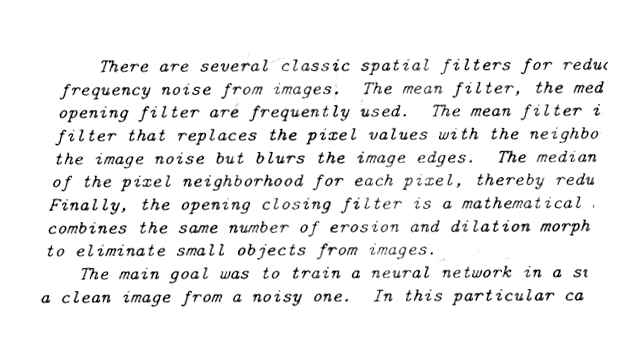 There are several classic spatial filters for
frequency noise from images. The mean filter, the med
opening filter are frequently used. The mean filter
filter that replaces the pixel values with the neighbo
the image noise but blurs the image edges. The median
of the pixel neighborhood for each pixel, thereby redu
Finally, the opening closing filter is a mathematical
combines the same number of erosion and dilation morph
to eliminate small objects from images.
The main goal was to train a neural network in a
a clean image from a noisy one. In this particular ca